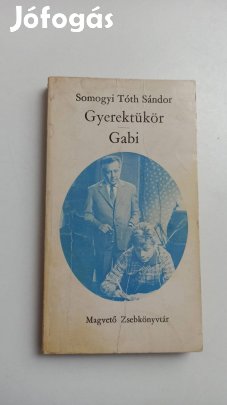 Jófogás
Somogyi Tóth Sándor
Gyerektükör
Gabi
Magvető Zsebkönyvtár